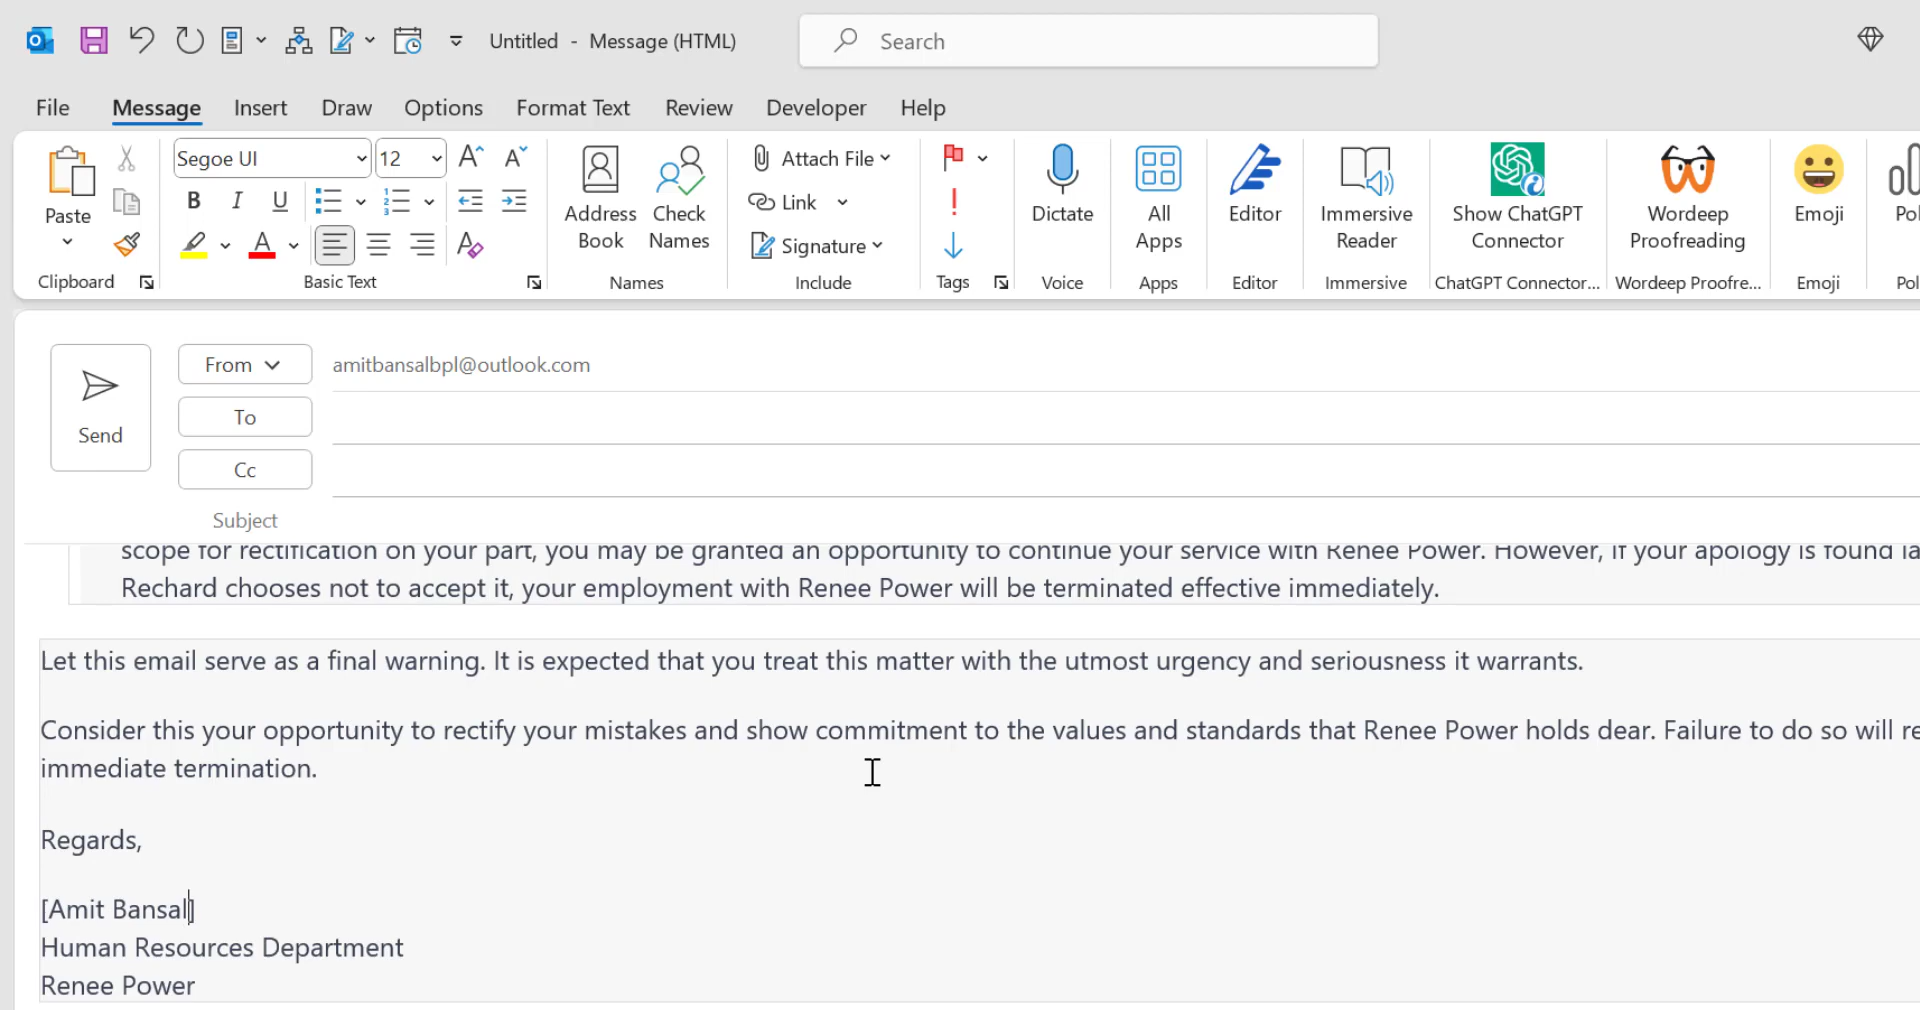 Untitled - Message (HTML)
Search
File Message Insert Draw Options Format Text Review Developer Help
Paste
Clipboard
Segoe UI 12
B I U
Basic Text
Address Book
Check Names
Names
Attach File
Link
Signature
Include
Tags
Dictate
Voice
All Apps
Apps
Editor
Editor
Immersive Reader
Immersive
Show ChatGPT Connector
ChatGPT Connector...
Wordeep Proofreading
Wordeep Proofre...
Emoji
Emoji
Send
From amitbansalbpl@outlook.com
To
Cc
Subject
scope for rectification on your part, you may be granted an opportunity to continue your service with Renee Power. However, if your apology is found la
Rechard chooses not to accept it, your employment with Renee Power will be terminated effective immediately.
Let this email serve as a final warning. It is expected that you treat this matter with the utmost urgency and seriousness it warrants.
Consider this your opportunity to rectify your mistakes and show commitment to the values and standards that Renee Power holds dear. Failure to do so will re
immediate termination.
Regards,
[Amit Bansal]
Human Resources Department
Renee Power